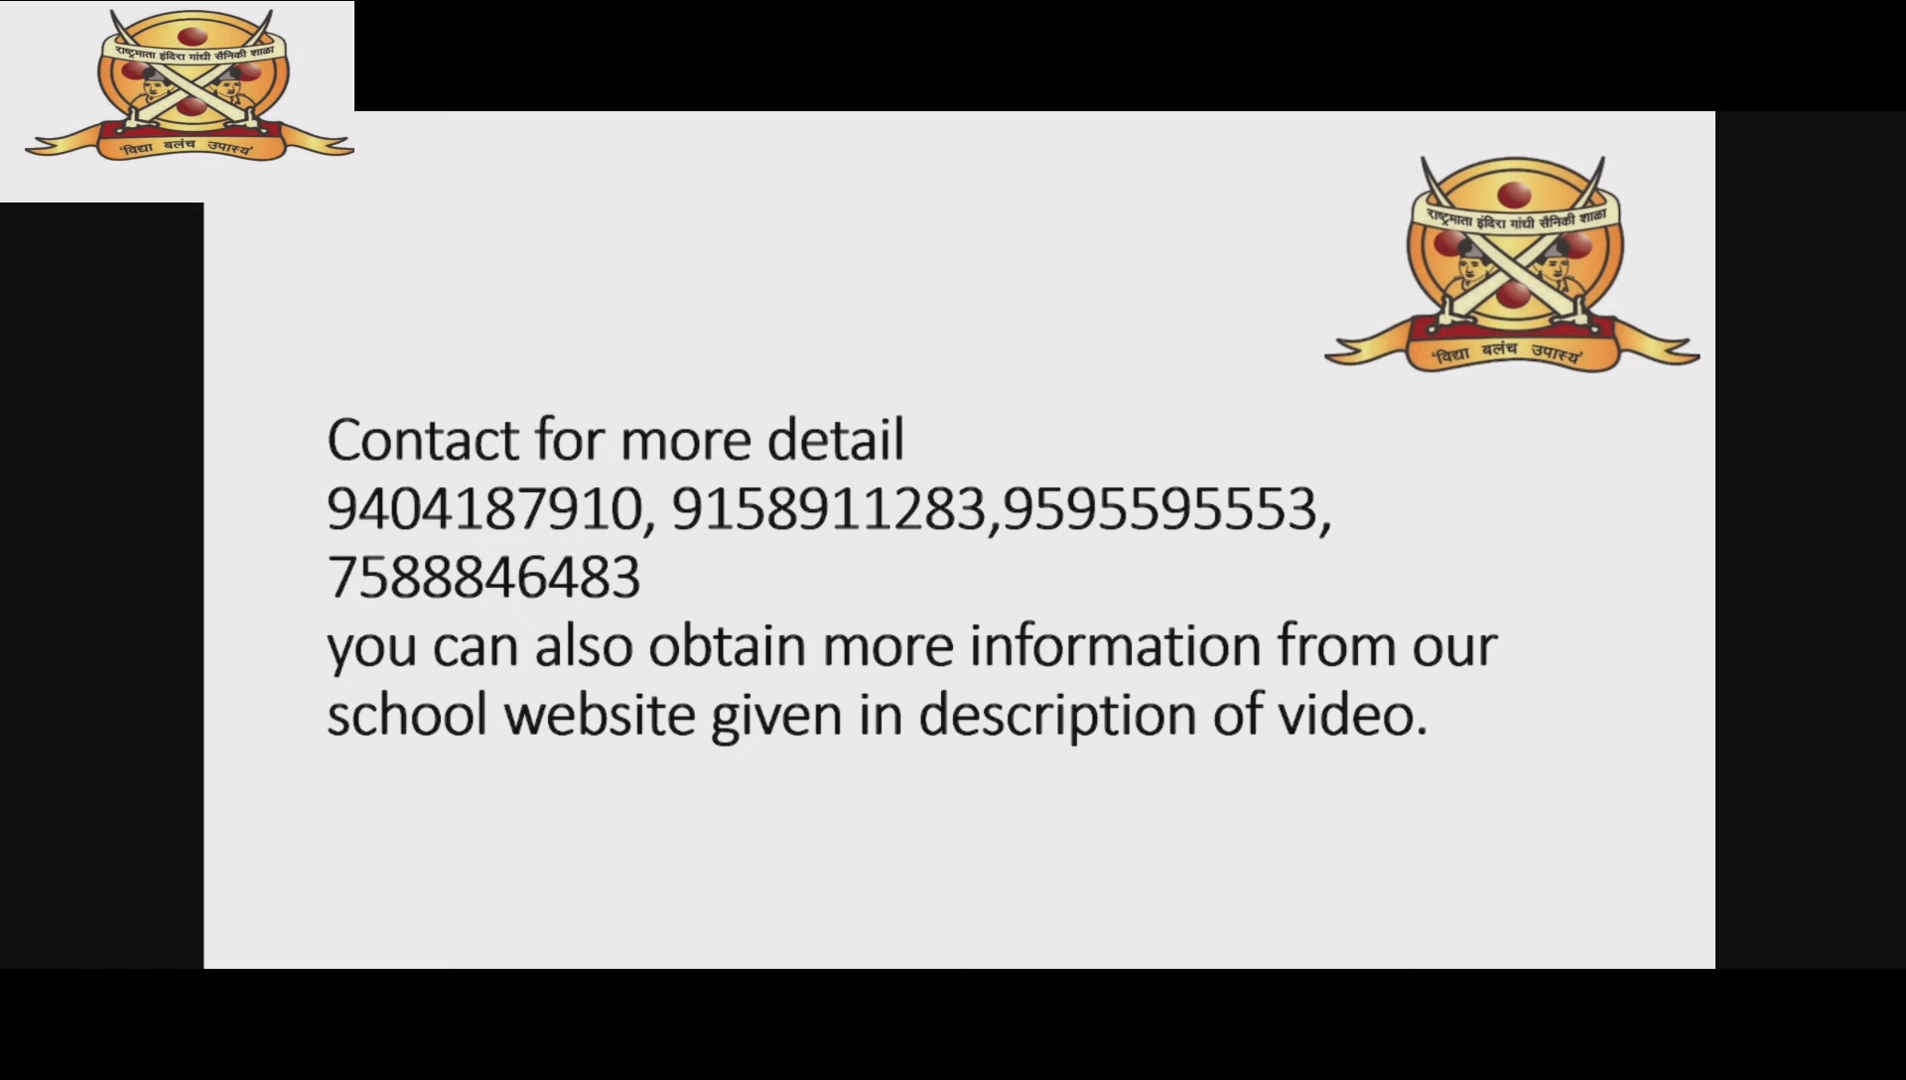 राष्ट्रमाता इंदिरा गांधी सैनिकी शाळा
'विद्या बलंच उपास्य'
राष्ट्रमाता इंदिरा गांधी सैनिकी शाळा
'विद्या बलंच उपास्य'
Contact for more detail
9404187910, 9158911283,9595595553,
7588846483
you can also obtain more information from our
school website given in description of video.